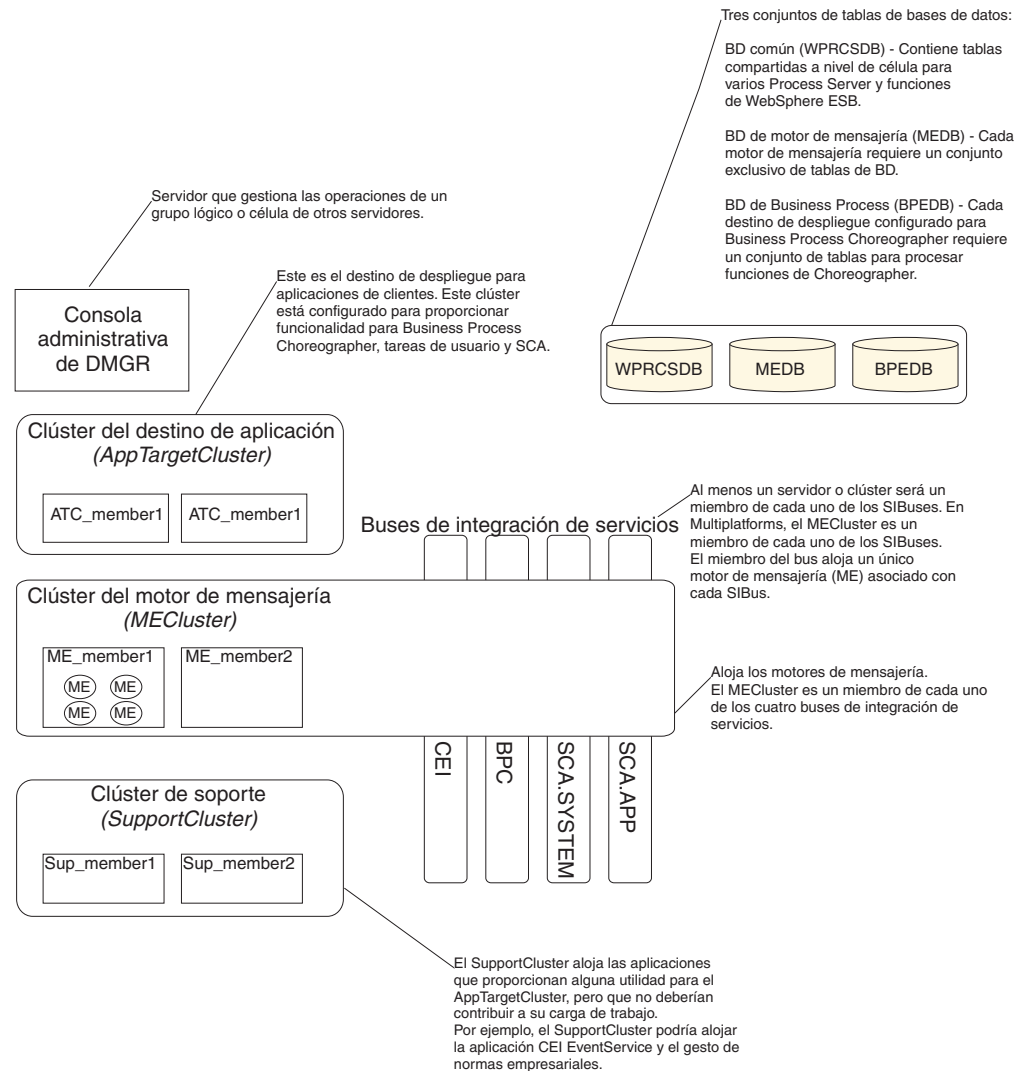 Tres conjuntos de tablas de bases de datos:
BD común (WPRCSDB) - Contiene tablas
compartidas a nivel de célula para
varios Process Server y funciones
de WebSphere ESB.
BD de motor de mensajería (MEDB) - Cada
motor de mensajería requiere un conjunto
exclusivo de tablas de BD.
BD de Business Process (BPEDB) - Cada
destino de despliegue configurado para
Business Process Choreographer requiere
un conjunto de tablas para procesar
funciones de Choreographer.
Servidor que gestiona las operaciones de un
grupo lógico o célula de otros servidores.
Este es el destino de despliegue para
aplicaciones de clientes. Este clúster
está configurado para proporcionar
funcionalidad para Business Process
Choreographer, tareas de usuario y SCA.
Consola
administrativa
de DMGR
WPRCSDB
MEDB
BPEDB
Clúster del destino de aplicación
(AppTargetCluster)
ATC_member1
ATC_member1
Buses de integración de servicios
Al menos un servidor o clúster será un
miembro de cada uno de los SIBuses. En
Multiplatforms, el MECluster es un
miembro de cada uno de los SIBuses.
El miembro del bus aloja un único
motor de mensajería (ME) asociado con
cada SIBus.
Clúster del motor de mensajería
(MECluster)
ME_member1
ME_member2
ME
ME
ME
ME
Aloja los motores de mensajería.
El MECluster es un miembro de cada uno
de los cuatro buses de integración de
servicios.
CEI
BPC
SCA.SYSTEM
SCA.APP
Clúster de soporte
(SupportCluster)
Sup_member1
Sup_member2
El SupportCluster aloja las aplicaciones
que proporcionan alguna utilidad para el
AppTargetCluster, pero que no deberían
contribuir a su carga de trabajo.
Por ejemplo, el SupportCluster podría alojar
la aplicación CEI EventService y el gesto de
normas empresariales.